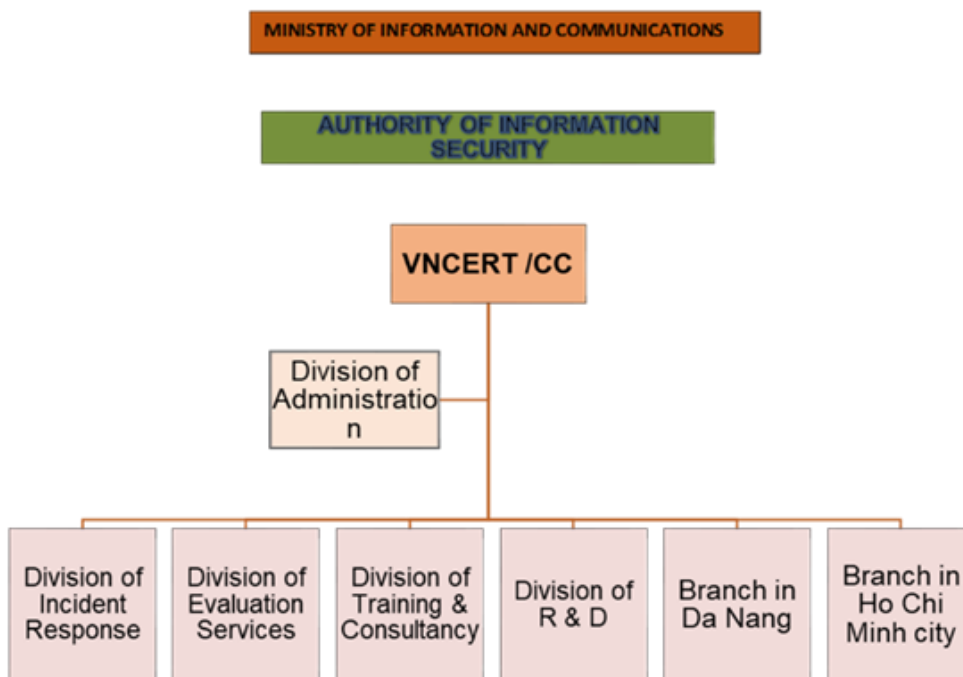 MINISTRY OF INFORMATION AND COMMUNICATIONS
AUTHORITY OF INFORMATION
SECURITY
VNCERT /CC
Division of
Administratio
n
Division of
Incident
Response
Division of
Evaluation
Services
Division of
Training &
Consultancy
Division of
R & D
Branch in
Da Nang
Branch in
Ho Chi
Minh city